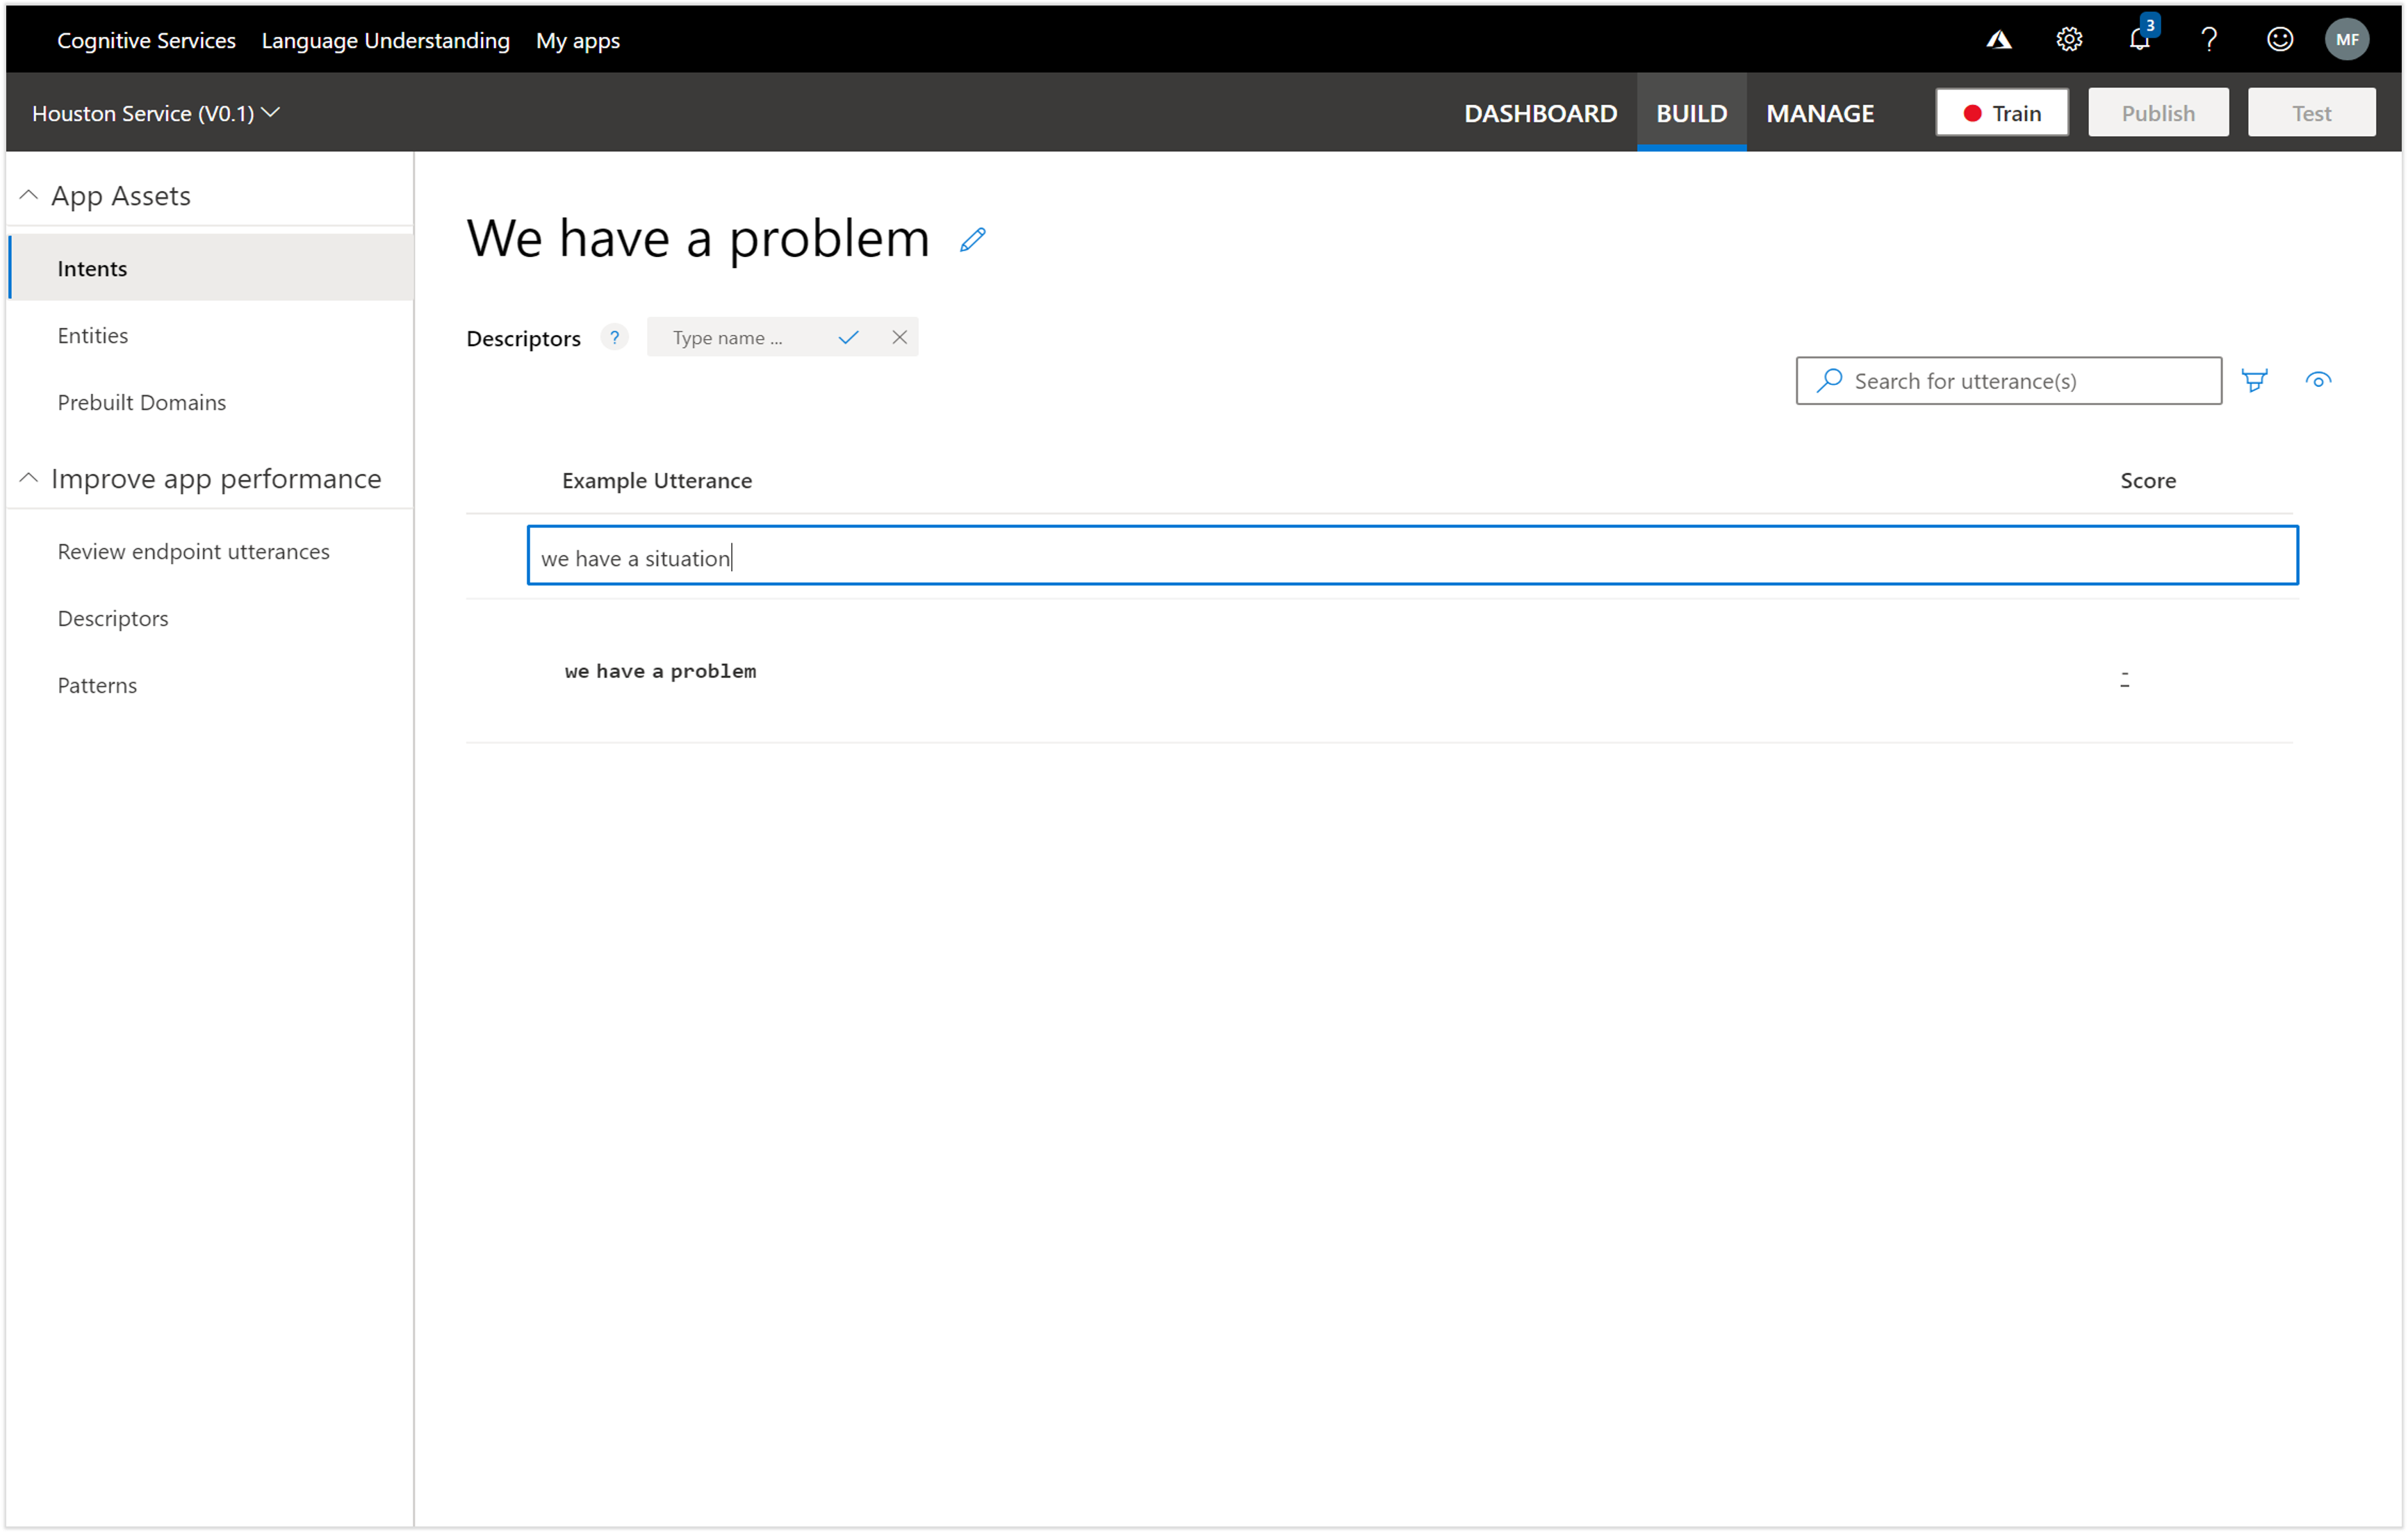 Cognitive Services Language Understanding My apps 3 MF
Houston Service (V0.1) DASHBOARD BUILD MANAGE Train Publish Test
App Assets
Intents
Entities
Prebuilt Domains
Improve app performance
Review endpoint utterances
Descriptors
Patterns
We have a problem
Descriptors ? Type name ...
Search for utterance(s)
Example Utterance Score
we have a situation
we have a problem -